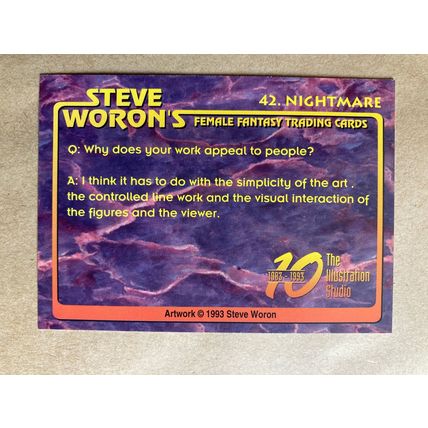 STEVE
WORON'S
42. NIGHTMARE
FEMALE FANTASY TRADING CARDS
Q: Why does your work appeal to people?
A: I think it has to do with the simplicity of the art .
the controlled line work and the visual interaction of
the figures and the viewer.
10
1983 - 1993
The
Illustration
Studio
Artwork © 1993 Steve Woron